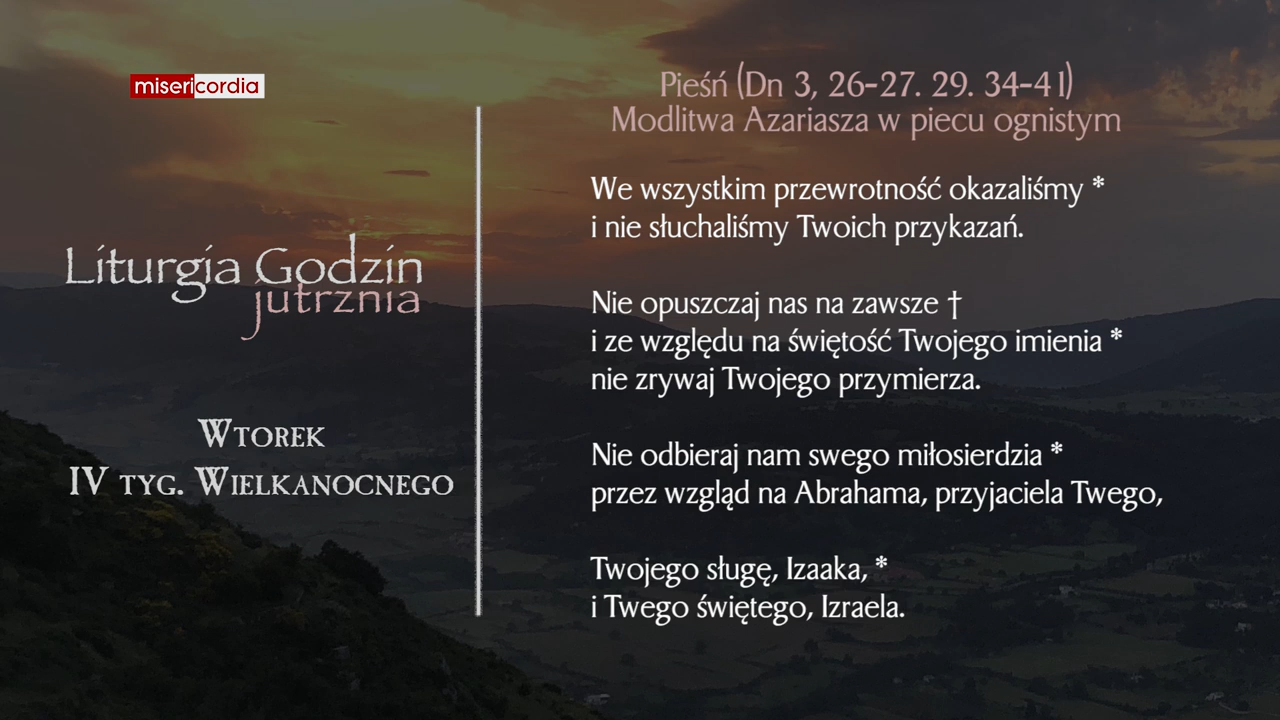 misericordia
Liturgia Godzin
jutrznia
Wtorek
IV tyg. Wielkanocnego
Pieśń (Dn 3, 26-27. 29. 34-41)
Modlitwa Azariasza w piecu ognistym
We wszystkim przewrotność okazaliśmy *
i nie słuchaliśmy Twoich przykazań.
Nie opuszczaj nas na zawsze †
i ze względu na świętość Twojego imienia *
nie zrywaj Twojego przymierza.
Nie odbieraj nam swego miłosierdzia *
przez wzgląd na Abrahama, przyjaciela Twego,
Twojego sługę, Izaaka, *
i Twego świętego, Izraela.